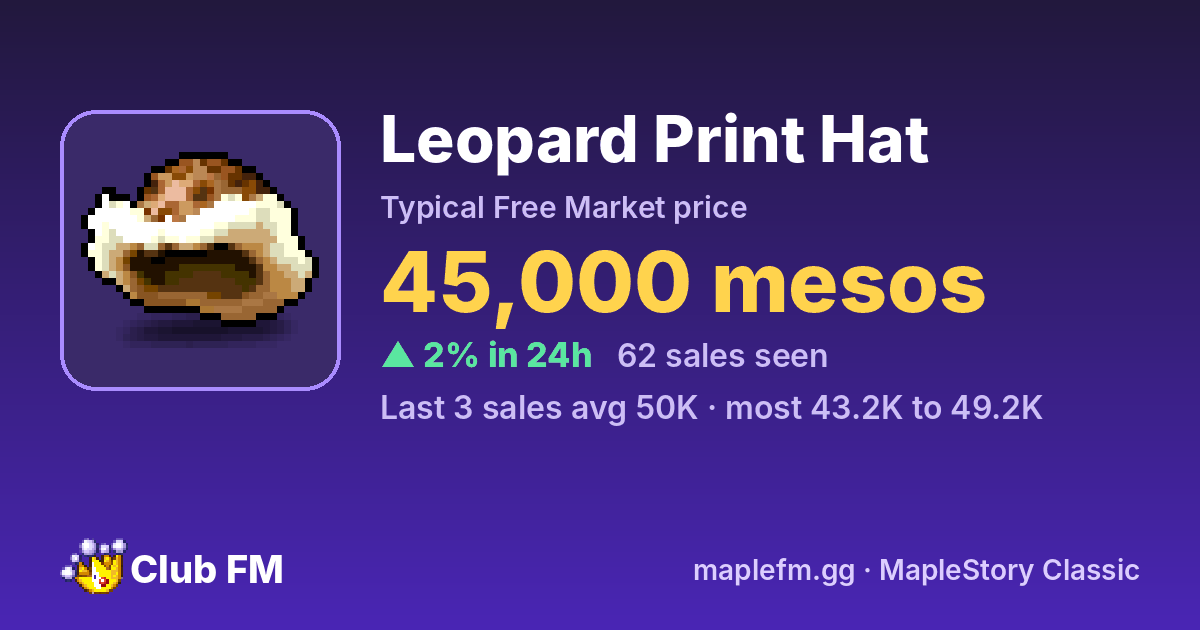 Leopard Print Hat
Typical Free Market price
45,000 mesos
▲ 2% in 24h 62 sales seen
Last 3 sales avg 50K · most 43.2K to 49.2K
Club FM
maplefm.gg · MapleStory Classic